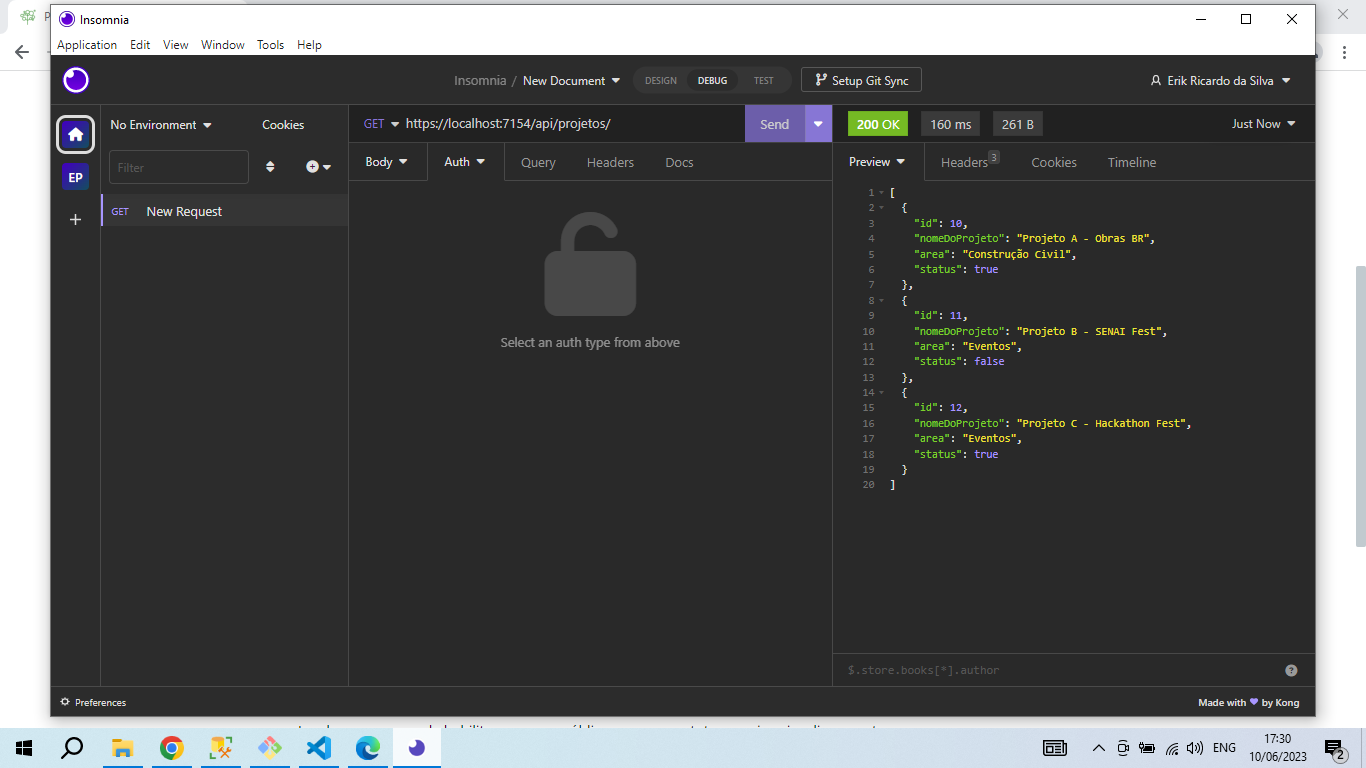 Insomnia
Application Edit View Window Tools Help
Insomnia / New Document DESIGN DEBUG TEST Setup Git Sync Erik Ricardo da Silva
No Environment Cookies GET https://localhost:7154/api/projetos/ Send 200 OK 160 ms 261 B Just Now
Filter Body Auth Query Headers Docs Preview Headers 3 Cookies Timeline
EP
GET New Request
Select an auth type from above
1 [
2 {
3 "id": 10,
4 "nomeDoProjeto": "Projeto A - Obras BR",
5 "area": "Construção Civil",
6 "status": true
7 },
8 {
9 "id": 11,
10 "nomeDoProjeto": "Projeto B - SENAI Fest",
11 "area": "Eventos",
12 "status": false
13 },
14 {
15 "id": 12,
16 "nomeDoProjeto": "Projeto C - Hackathon Fest",
17 "area": "Eventos",
18 "status": true
19 }
20 ]
$.store.books[*].author
Preferences Made with ❤ by Kong
ENG 17:30
10/06/2023 2